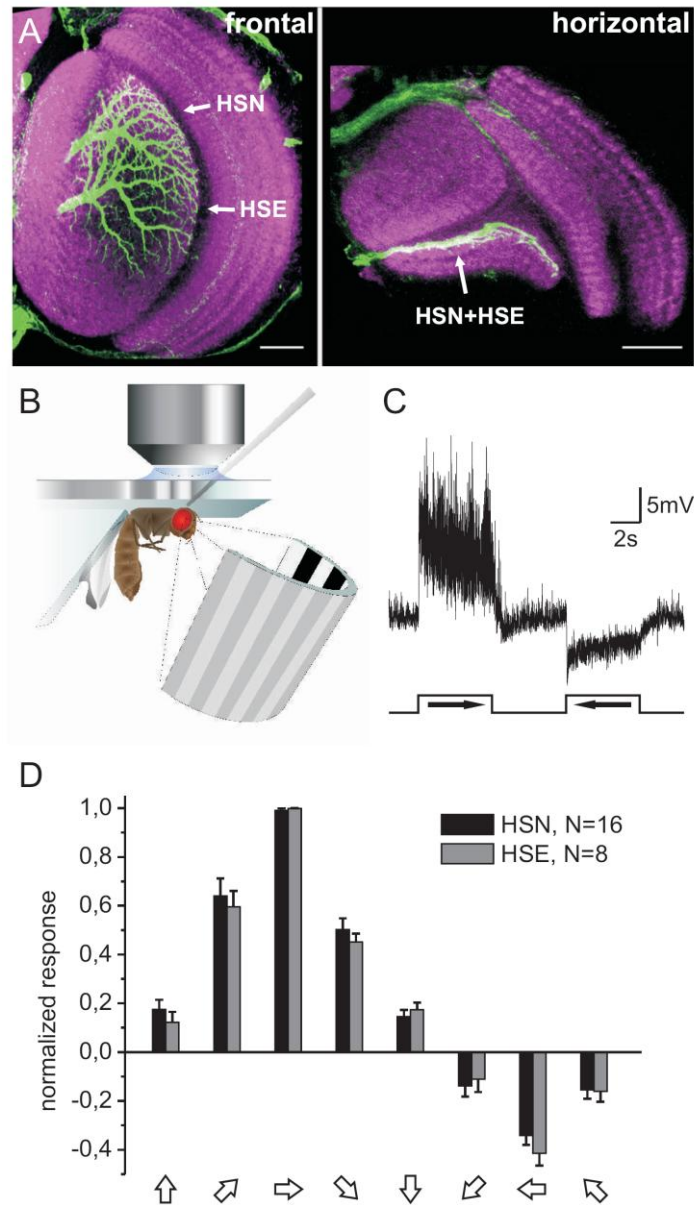 A
frontal
HSN
HSE
horizontal
HSN+HSE
B
C
5mV
2s
D
normalized response
1,0
0,8
0,6
0,4
0,2
0,0
-0,2
-0,4
HSN, N=16
HSE, N=8